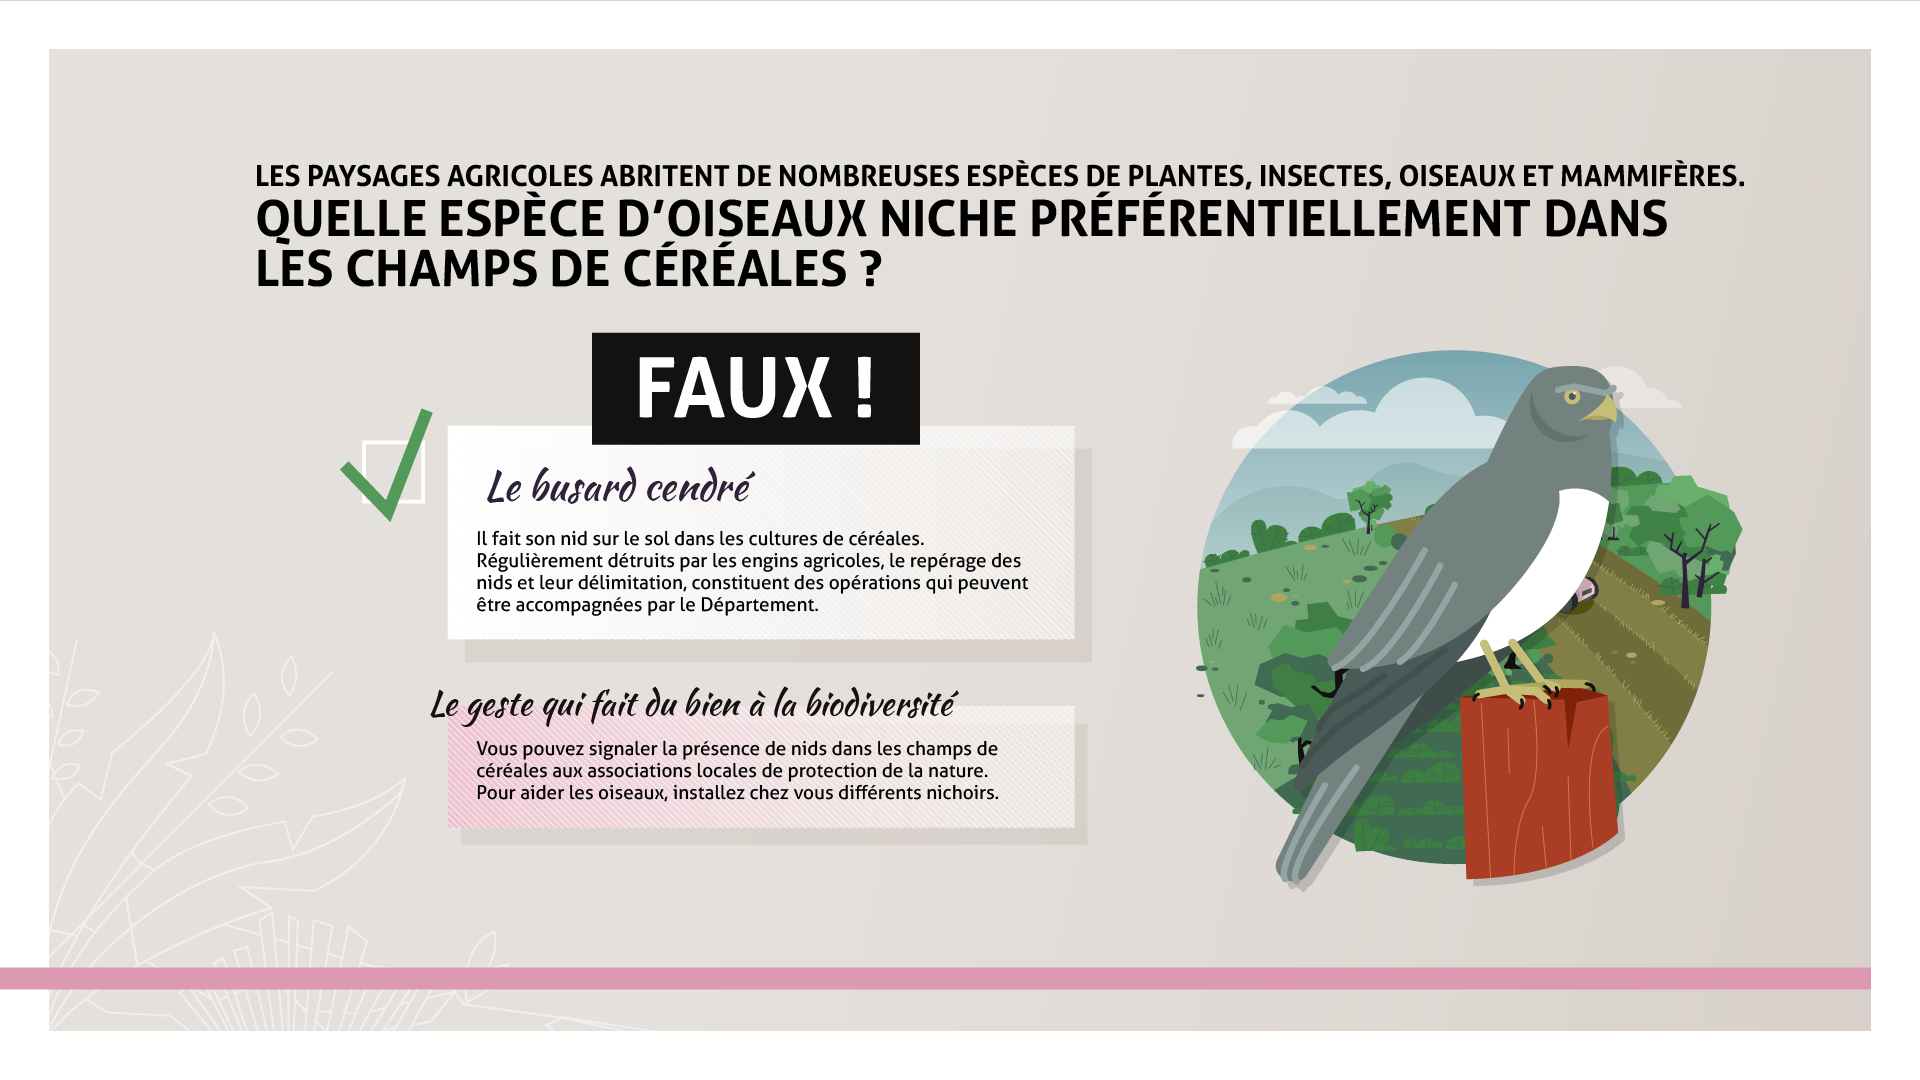 LES PAYSAGES AGRICOLES ABRITENT DE NOMBREUSES ESPÈCES DE PLANTES, INSECTES, OISEAUX ET MAMMIFÈRES.
QUELLE ESPÈCE D’OISEAUX NICHE PRÉFÉRENTIELLEMENT DANS
LES CHAMPS DE CÉRÉALES ?
FAUX !
Le busard cendré
Il fait son nid sur le sol dans les cultures de céréales.
Régulièrement détruits par les engins agricoles, le repérage des
nids et leur délimitation, constituent des opérations qui peuvent
être accompagnées par le Département.
Le geste qui fait du bien à la biodiversité
Vous pouvez signaler la présence de nids dans les champs de
céréales aux associations locales de protection de la nature.
Pour aider les oiseaux, installez chez vous différents nichoirs.